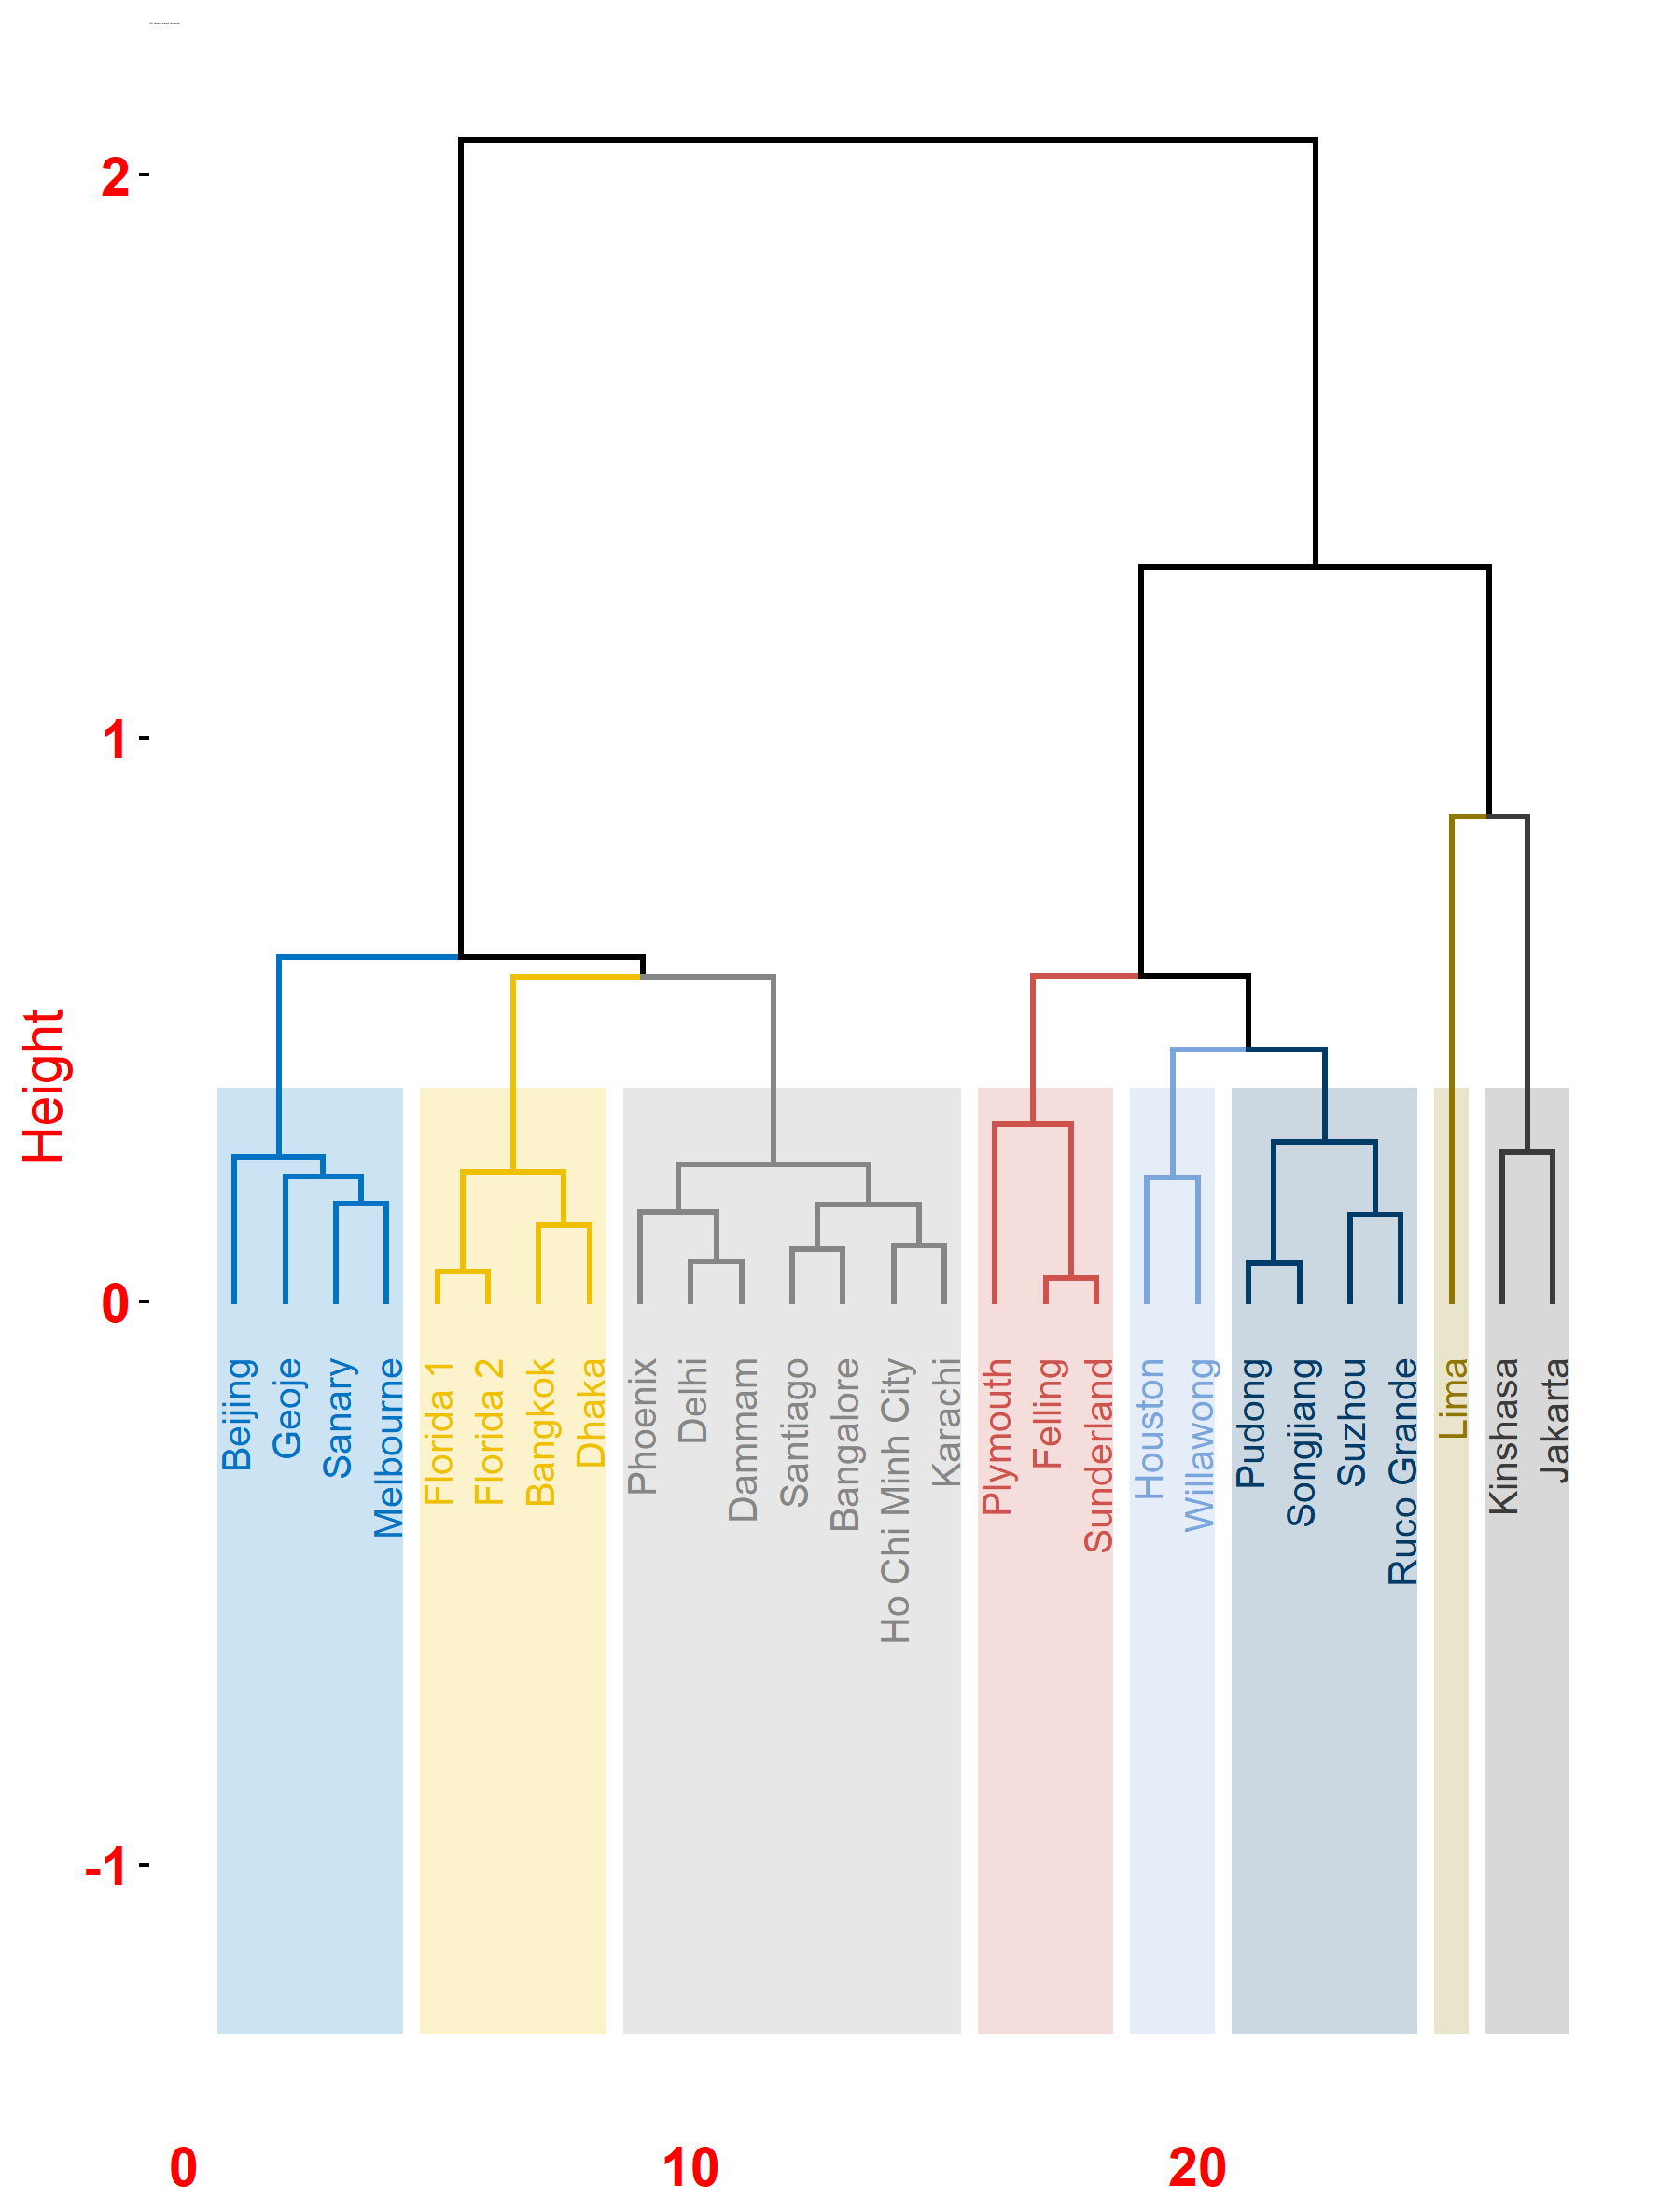 2
1
0
-1
Height
Beijing
Geoje
Sanary
Melbourne
Florida 1
Florida 2
Bangkok
Dhaka
Phoenix
Delhi
Dammam
Santiago
Bangalore
Ho Chi Minh City
Karachi
Plymouth
Felling
Sunderland
Houston
Willawong
Pudong
Songjiang
Suzhou
Ruco Grande
Lima
Kinshasa
Jakarta
0
10
20